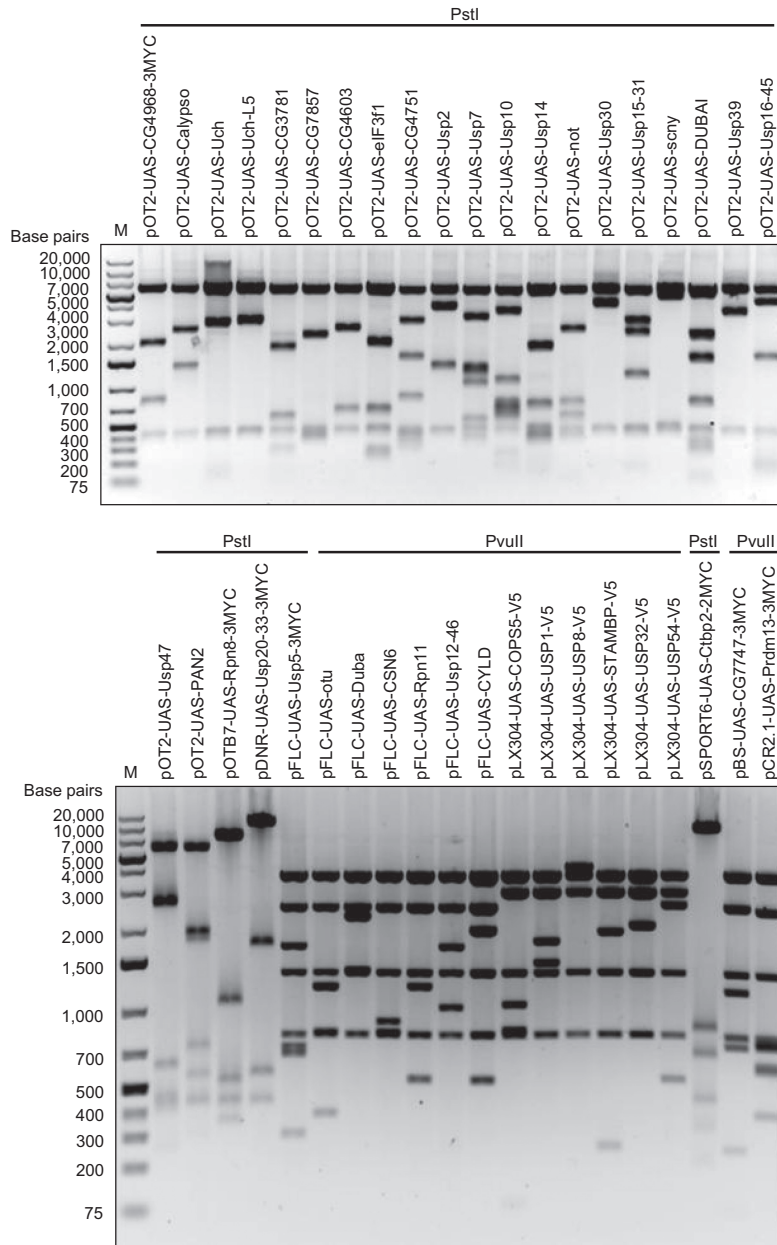 PstI
pOT2-UAS-CG4968-3MYC
pOT2-UAS-Calypso
pOT2-UAS-Uch
pOT2-UAS-Uch-L5
pOT2-UAS-CG3781
pOT2-UAS-CG7857
pOT2-UAS-CG4603
pOT2-UAS-eIF3f1
pOT2-UAS-CG4751
pOT2-UAS-Usp2
pOT2-UAS-Usp7
pOT2-UAS-Usp10
pOT2-UAS-Usp14
pOT2-UAS-not
pOT2-UAS-Usp30
pOT2-UAS-Usp15-31
pOT2-UAS-scny
pOT2-UAS-DUBAI
pOT2-UAS-Usp39
pOT2-UAS-Usp16-45
Base pairs
M
20,000
10,000
7,000
5,000
4,000
3,000
2,000
1,500
1,000
700
500
400
300
200
75
PstI
PvuII
PstI
PvuII
pOT2-UAS-Usp47
pOT2-UAS-PAN2
pOTB7-UAS-Rpn8-3MYC
pDNR-UAS-Usp20-33-3MYC
pFLC-UAS-Usp5-3MYC
pFLC-UAS-otu
pFLC-UAS-Duba
pFLC-UAS-CSN6
pFLC-UAS-Rpn11
pFLC-UAS-Usp12-46
pFLC-UAS-CYLD
pLX304-UAS-COPS5-V5
pLX304-UAS-USP1-V5
pLX304-UAS-USP8-V5
pLX304-UAS-STAMBP-V5
pLX304-UAS-USP32-V5
pLX304-UAS-USP54-V5
pSPORT6-UAS-Ctbp2-2MYC
pBS-UAS-CG7747-3MYC
pCR2.1-UAS-Prdm13-3MYC
Base pairs
M
20,000
10,000
7,000
5,000
4,000
3,000
2,000
1,500
1,000
700
500
400
300
200
75